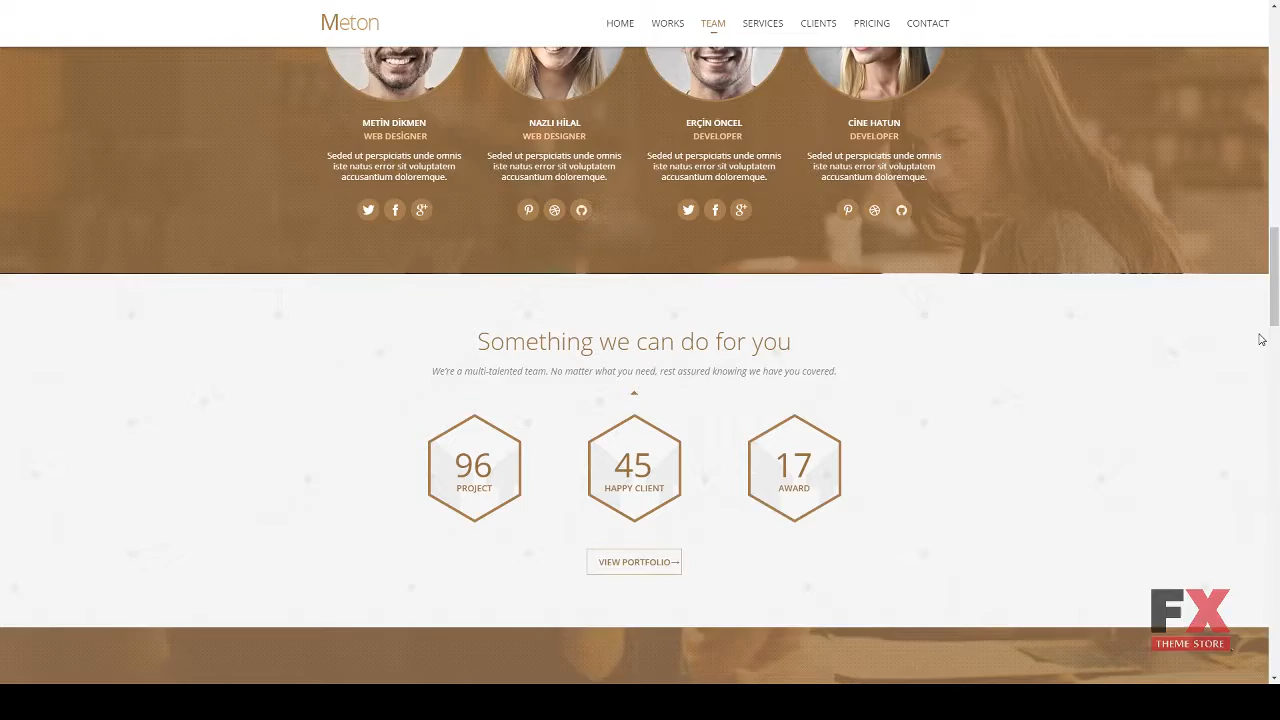 Meton
HOME WORKS TEAM SERVICES CLIENTS PRICING CONTACT
METİN DİKMEN NAZLI HİLAL ERÇİN ÖNCEL CİNE HATUN
WEB DESİGNER WEB DESIGNER DEVELOPER DEVELOPER
Seded ut perspiciatis unde omnis Seded ut perspiciatis unde omnis Seded ut perspiciatis unde omnis Seded ut perspiciatis unde omnis
iste natus error sit voluptatem iste natus error sit voluptatem iste natus error sit voluptatem iste natus error sit voluptatem
accusantium doloremque. accusantium doloremque. accusantium doloremque. accusantium doloremque.
Something we can do for you
We're a multi-talented team. No matter what you need, rest assured knowing we have you covered.
96 45 17
PROJECT HAPPY CLIENT AWARD
VIEW PORTFOLIO→
FX
THEME STORE